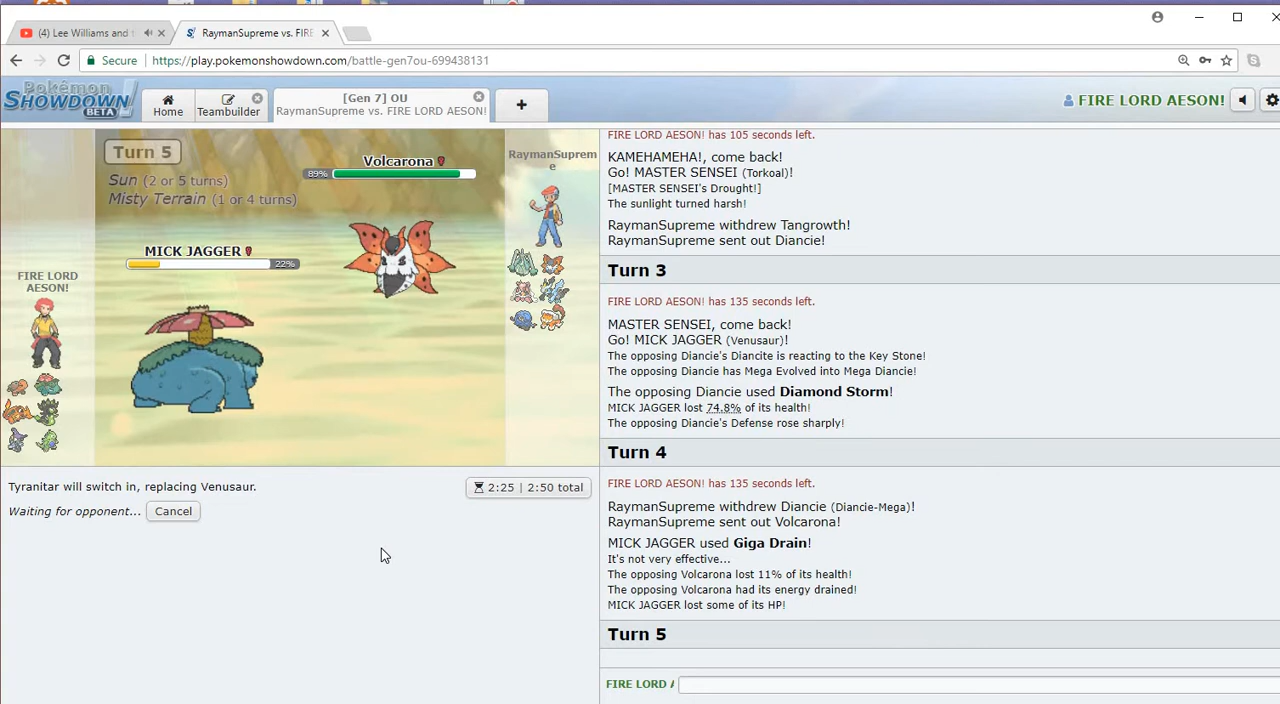 (4) Lee Williams and t
RaymanSupreme vs. FIRE
Secure
https://play.pokemonshowdown.com/battle-gen7ou-699438131
Pokémon
SHOWDOWN
BETA
Home
Teambuilder
[Gen 7] OU
RaymanSupreme vs. FIRE LORD AESON!
+
FIRE LORD AESON!
Turn 5
Sun (2 or 5 turns)
Misty Terrain (1 or 4 turns)
Volcarona
89%
MICK JAGGER
22%
RaymanSuprem
e
FIRE LORD
AESON!
Tyranitar will switch in, replacing Venusaur.
Waiting for opponent... Cancel
2:25 | 2:50 total
FIRE LORD AESON! has 105 seconds left.
KAMEHAMEHA!, come back!
Go! MASTER SENSEI (Torkoal)!
[MASTER SENSEI's Drought!]
The sunlight turned harsh!
RaymanSupreme withdrew Tangrowth!
RaymanSupreme sent out Diancie!
Turn 3
FIRE LORD AESON! has 135 seconds left.
MASTER SENSEI, come back!
Go! MICK JAGGER (Venusaur)!
The opposing Diancie's Diancite is reacting to the Key Stone!
The opposing Diancie has Mega Evolved into Mega Diancie!
The opposing Diancie used Diamond Storm!
MICK JAGGER lost 74.8% of its health!
The opposing Diancie's Defense rose sharply!
Turn 4
FIRE LORD AESON! has 135 seconds left.
RaymanSupreme withdrew Diancie (Diancie-Mega)!
RaymanSupreme sent out Volcarona!
MICK JAGGER used Giga Drain!
It's not very effective...
The opposing Volcarona lost 11% of its health!
The opposing Volcarona had its energy drained!
MICK JAGGER lost some of its HP!
Turn 5
FIRE LORD A